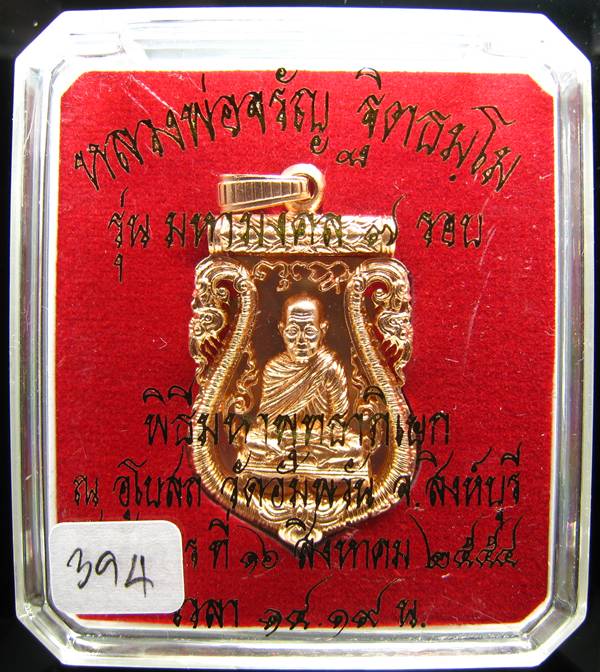 หลวงพ่อจรัญ ฐิตธมฺโม
รุ่น มหามงคล ๗ รอบ
พิธีมหาพุทธาภิเษก
ณ อุโบสถ วัดอัมพวัน จ.สิงห์บุรี
ที่ ๑๖ สิงหาคม ๒๕๕๔
เวลา ๑๔.๑๙ น.
394